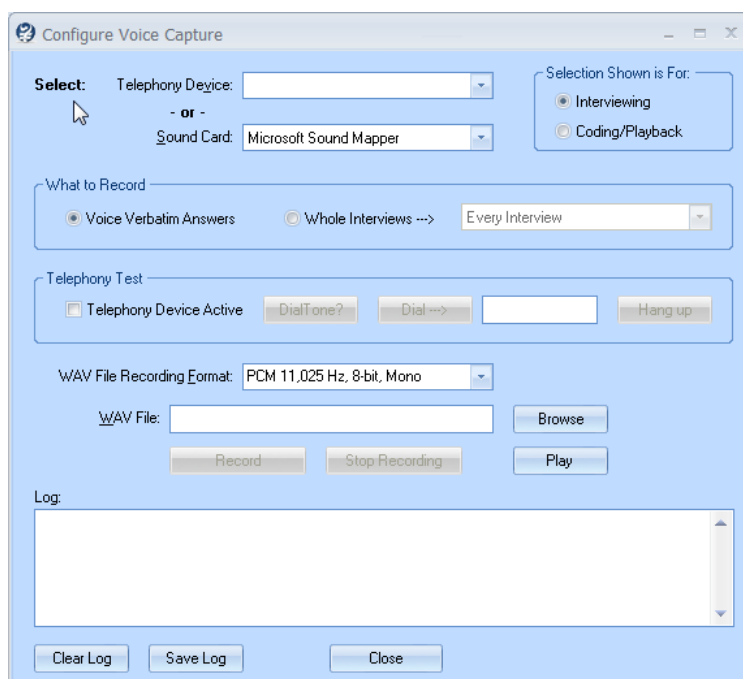 Configure Voice Capture
Select: Telephony Device:
- or -
Sound Card: Microsoft Sound Mapper
Selection Shown is For:
Interviewing
Coding/Playback
What to Record
Voice Verbatim Answers Whole Interviews ---> Every Interview
Telephony Test
Telephony Device Active DialTone? Dial ---> Hang up
WAV File Recording Format: PCM 11,025 Hz, 8-bit, Mono
WAV File: Browse
Record Stop Recording Play
Log:
Clear Log Save Log Close